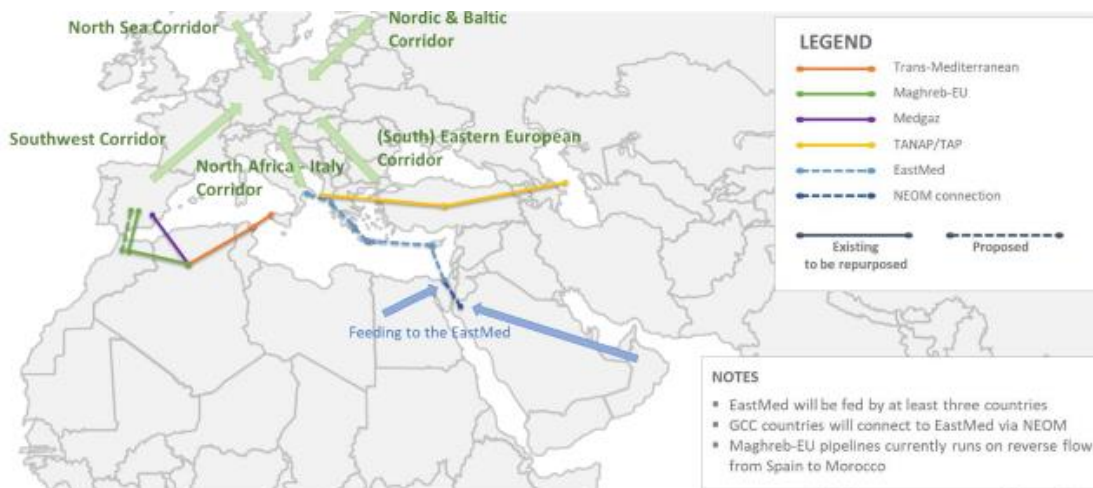 North Sea Corridor
Nordic & Baltic
Corridor
Southwest Corridor
North Africa - Italy
Corridor
(South) Eastern European
Corridor
Feeding to the EastMed
LEGEND
Trans-Mediterranean
Maghreb-EU
Medgaz
TANAP/TAP
EastMed
NEOM connection
Existing
to be repurposed
Proposed
NOTES
▪ EastMed will be fed by at least three countries
▪ GCC countries will connect to EastMed via NEOM
▪ Maghreb-EU pipelines currently runs on reverse flow
from Spain to Morocco